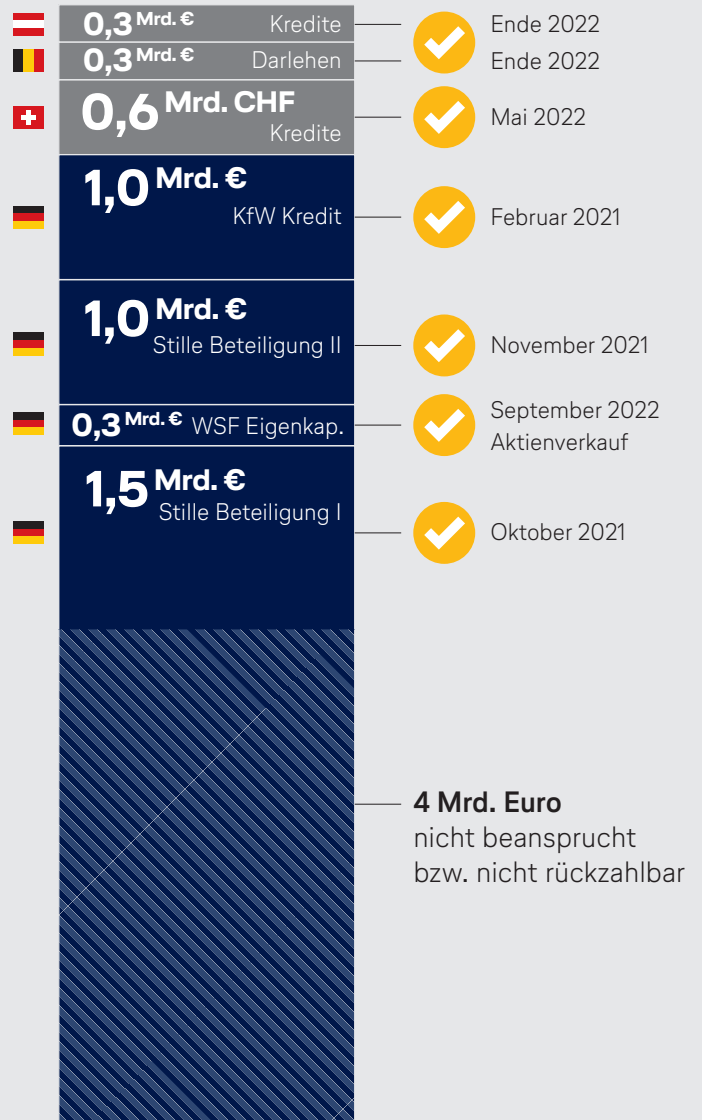 0,3 Mrd. € Kredite Ende 2022
0,3 Mrd. € Darlehen Ende 2022
0,6 Mrd. CHF
Kredite
Mai 2022
1,0 Mrd. €
KfW Kredit
Februar 2021
1,0 Mrd. €
Stille Beteiligung II
November 2021
0,3 Mrd. € WSF Eigenkap.
September 2022
Aktienverkauf
1,5 Mrd. €
Stille Beteiligung I
Oktober 2021
4 Mrd. Euro
nicht beansprucht
bzw. nicht rückzahlbar